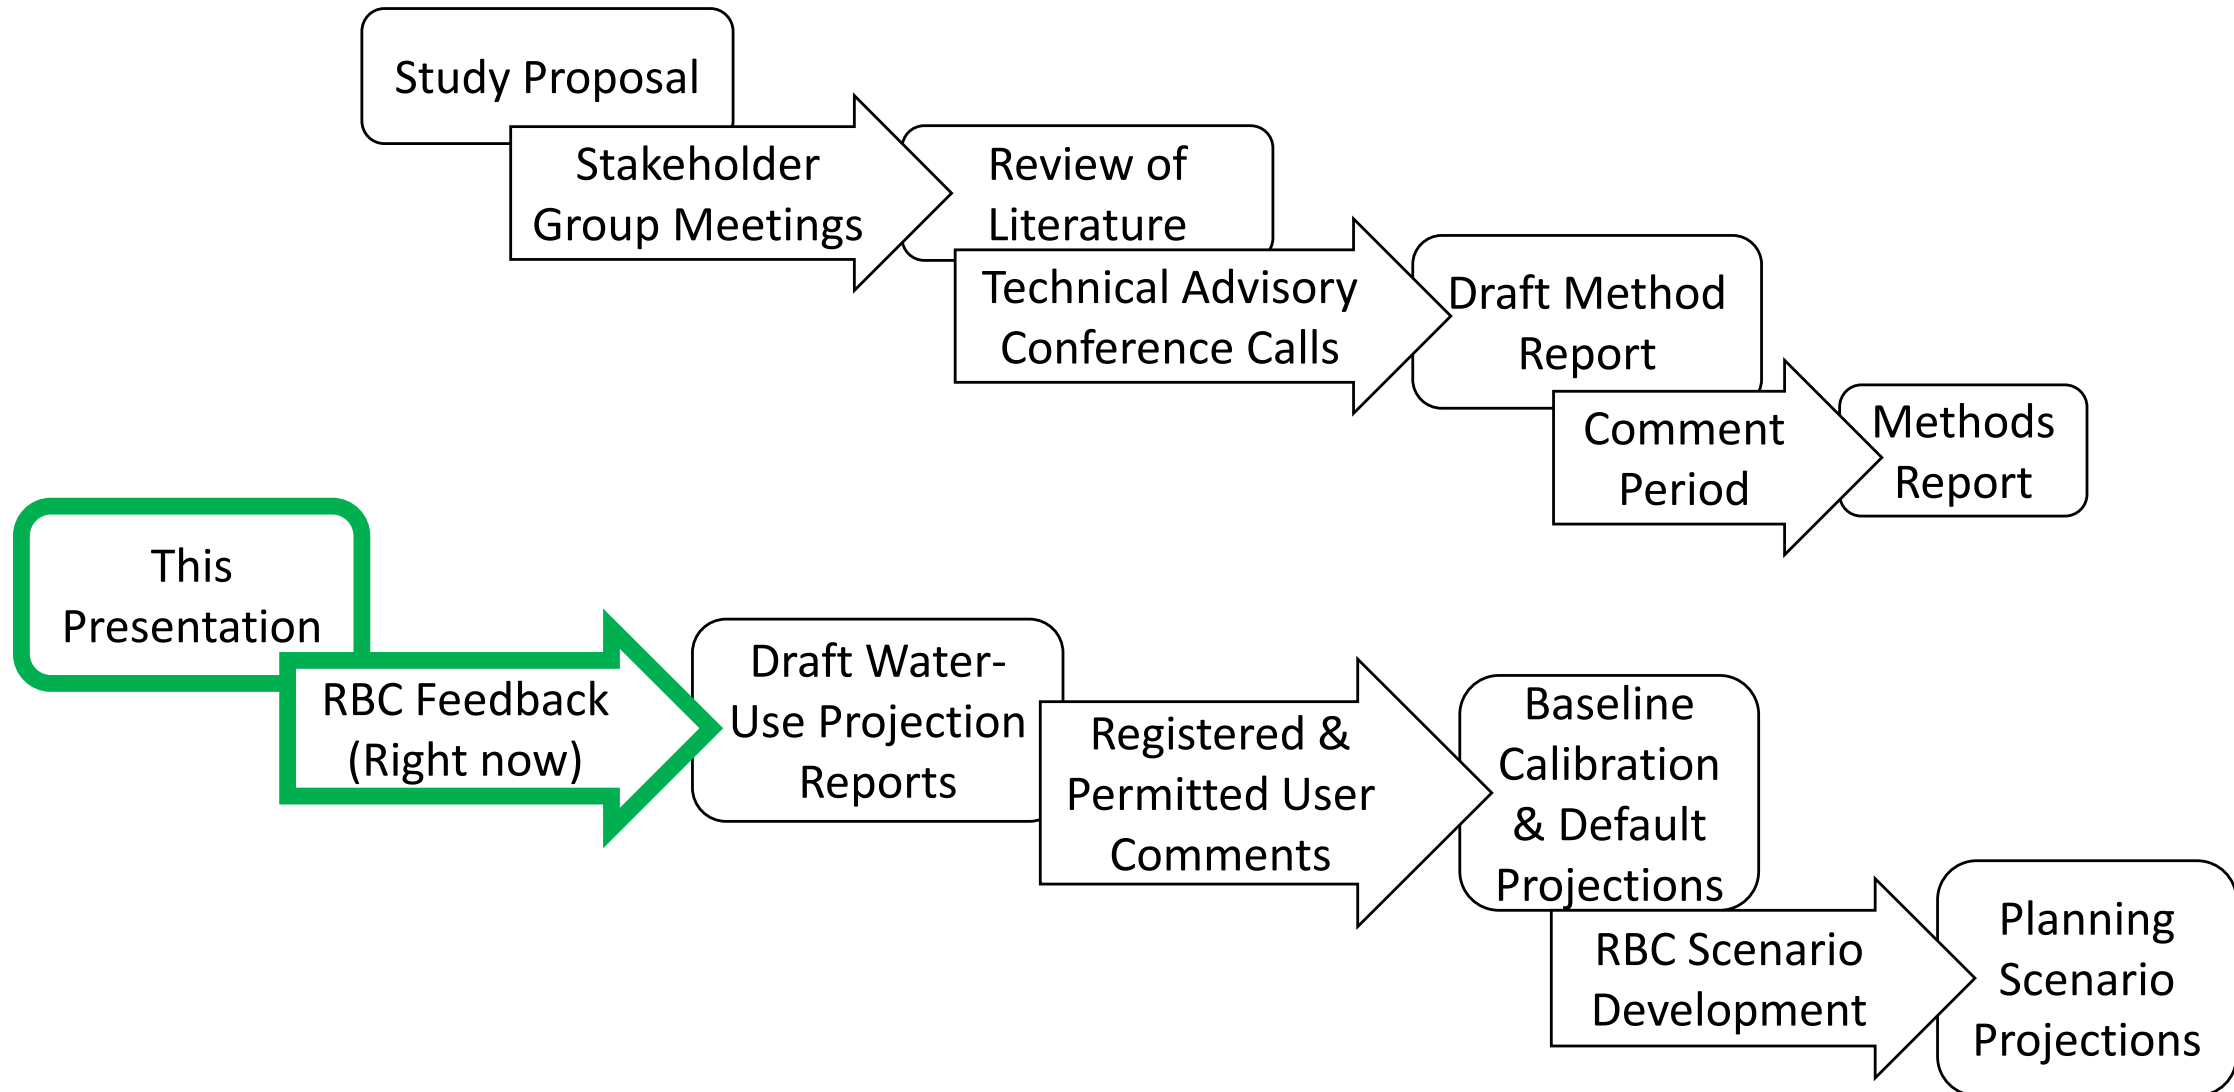 Study Proposal
Stakeholder
Group Meetings
Review of
Literature
Technical Advisory
Conference Calls
Draft Method
Report
Comment
Period
Methods
Report
This
Presentation
RBC Feedback
(Right now)
Draft Water-
Use Projection
Reports
Registered &
Permitted User
Comments
Baseline
Calibration
& Default
Projections
RBC Scenario
Development
Planning
Scenario
Projections